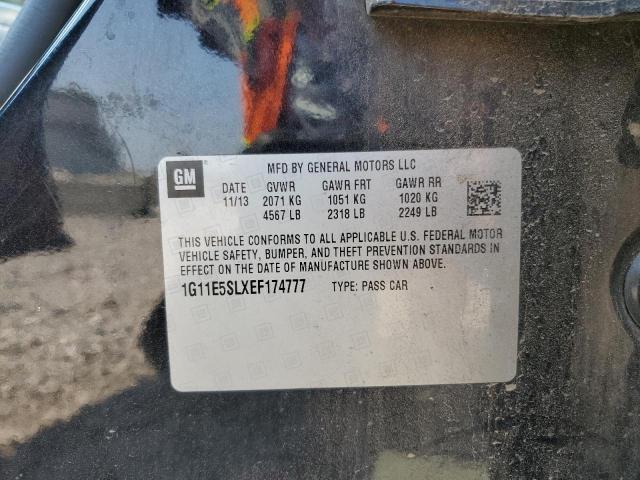 GM
MFD BY GENERAL MOTORS LLC
DATE GVWR GAWR FRT GAWR RR
11/13 2071 KG 1051 KG 1020 KG
4567 LB 2318 LB 2249 LB
THIS VEHICLE CONFORMS TO ALL APPLICABLE U.S. FEDERAL MOTOR
VEHICLE SAFETY, BUMPER, AND THEFT PREVENTION STANDARDS IN
EFFECT ON THE DATE OF MANUFACTURE SHOWN ABOVE.
1G11E5SLXEF174777 TYPE: PASS CAR